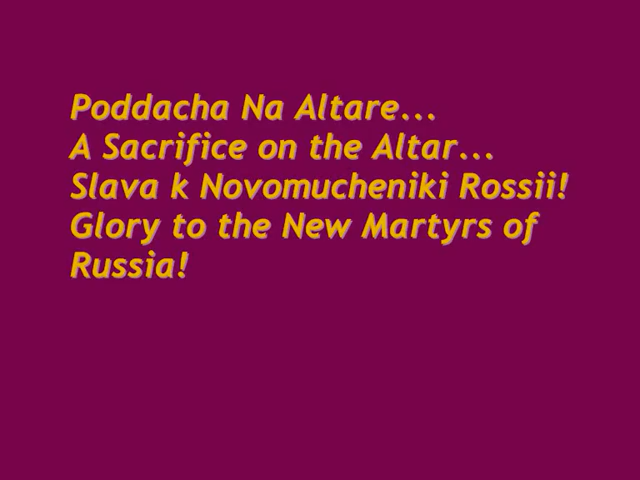 Poddacha Na Altare...
A Sacrifice on the Altar...
Slava k Novomucheniki Rossii!
Glory to the New Martyrs of
Russia!